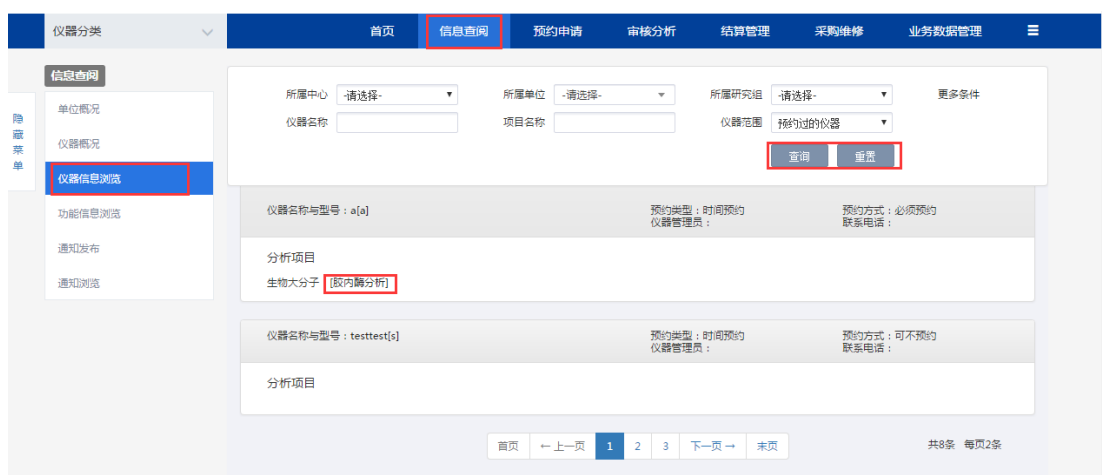 仪器分类
首页 信息查阅 预约申请 审核分析 结算管理 采购维修 业务数据管理
信息查阅
隐藏菜单
单位概况
仪器概况
仪器信息浏览
功能信息浏览
通知发布
通知浏览
所属中心 -请选择- 所属单位 -请选择- 所属研究组 -请选择- 更多条件
仪器名称 项目名称 仪器范围 预约过的仪器
查询 重置
仪器名称与型号：a[a] 预约类型：时间预约 预约方式：必须预约
仪器管理员： 联系电话：
分析项目
生物大分子 [胶内酶分析]
仪器名称与型号：testtest[s] 预约类型：时间预约 预约方式：可不预约
仪器管理员： 联系电话：
分析项目
首页 ←上一页 1 2 3 下一页→ 末页 共8条 每页2条